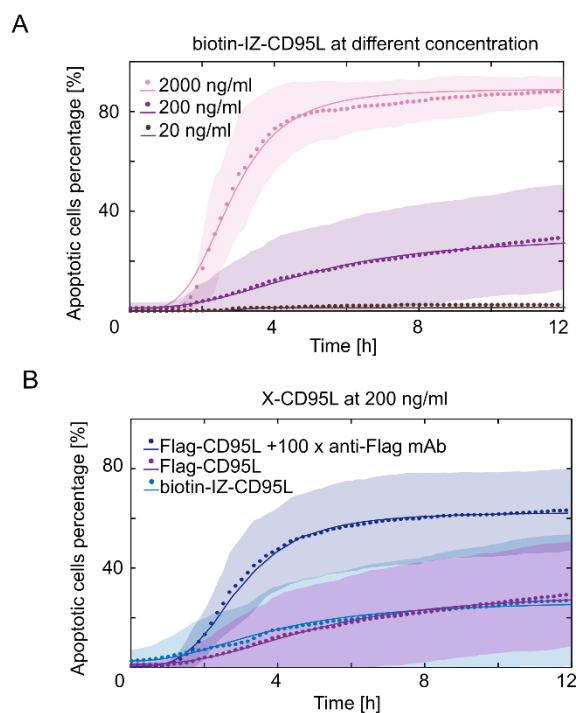 A
biotin-IZ-CD95L at different concentration
Apoptotic cells percentage [%]
80
40
0
2000 ng/ml
200 ng/ml
20 ng/ml
0 4 8 12
Time [h]
B
X-CD95L at 200 ng/ml
Apoptotic cells percentage [%]
80
40
0
Flag-CD95L +100 x anti-Flag mAb
Flag-CD95L
biotin-IZ-CD95L
0 4 8 12
Time [h]